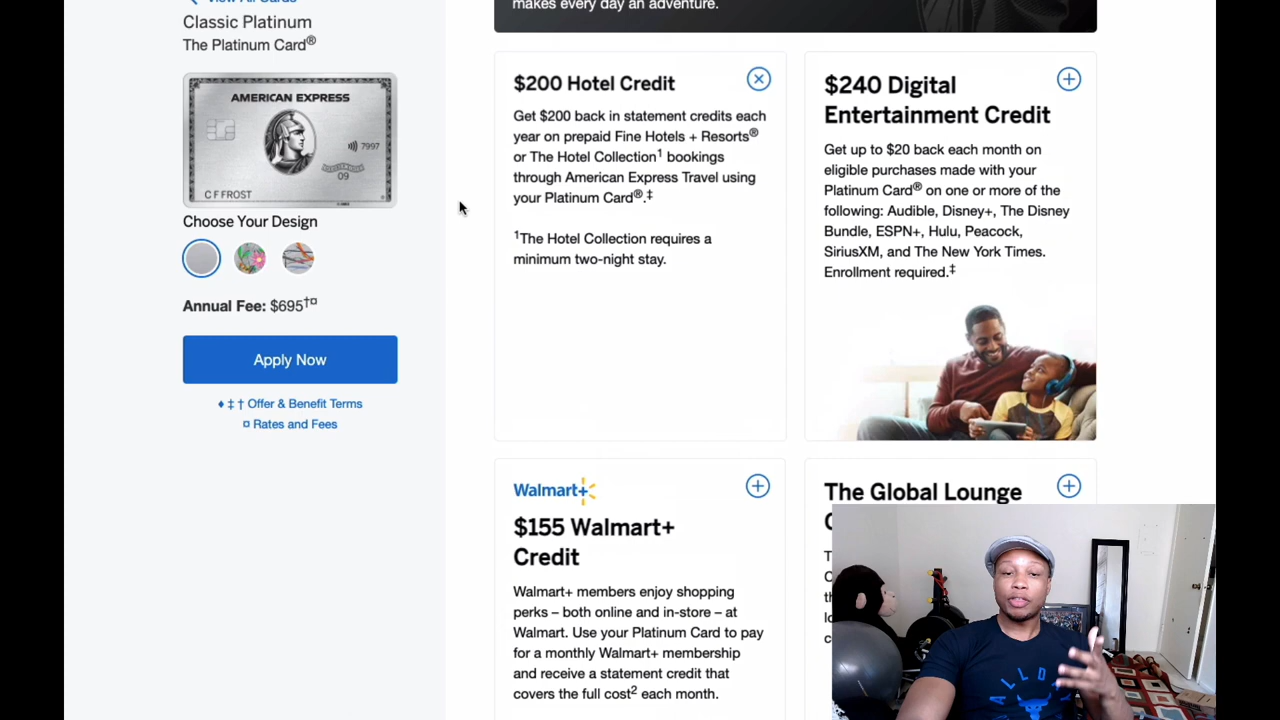 View All Cards
Classic Platinum
The Platinum Card®
AMERICAN EXPRESS
7997
09
C F FROST
Choose Your Design
Annual Fee: $695†¤
Apply Now
♦ ‡ † Offer & Benefit Terms
¤ Rates and Fees
makes every day an adventure.
$200 Hotel Credit
Get $200 back in statement credits each
year on prepaid Fine Hotels + Resorts®
or The Hotel Collection¹ bookings
through American Express Travel using
your Platinum Card®.‡
¹The Hotel Collection requires a
minimum two-night stay.
$240 Digital
Entertainment Credit
Get up to $20 back each month on
eligible purchases made with your
Platinum Card® on one or more of the
following: Audible, Disney+, The Disney
Bundle, ESPN+, Hulu, Peacock,
SiriusXM, and The New York Times.
Enrollment required.‡
Walmart+
$155 Walmart+
Credit
Walmart+ members enjoy shopping
perks – both online and in-store – at
Walmart. Use your Platinum Card to pay
for a monthly Walmart+ membership
and receive a statement credit that
covers the full cost² each month.
The Global Lounge
ALL D